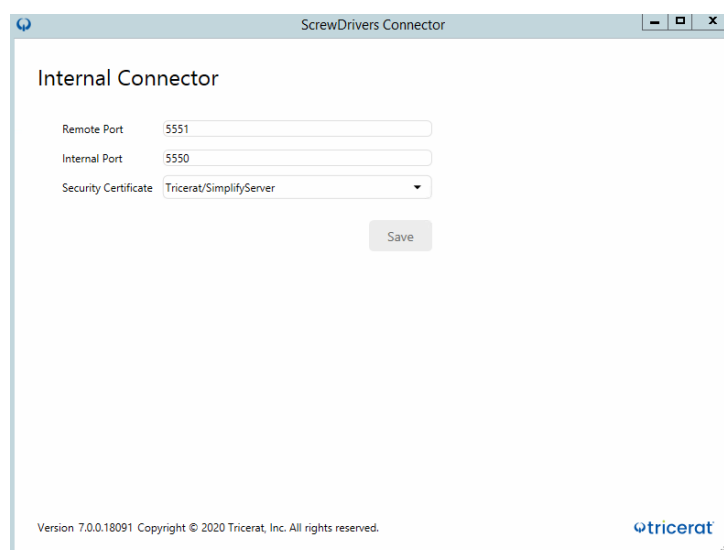 ScrewDrivers Connector
Internal Connector
Remote Port 5551
Internal Port 5550
Security Certificate Tricerat/SimplifyServer
Save
Version 7.0.0.18091 Copyright © 2020 Tricerat, Inc. All rights reserved.
tricerat